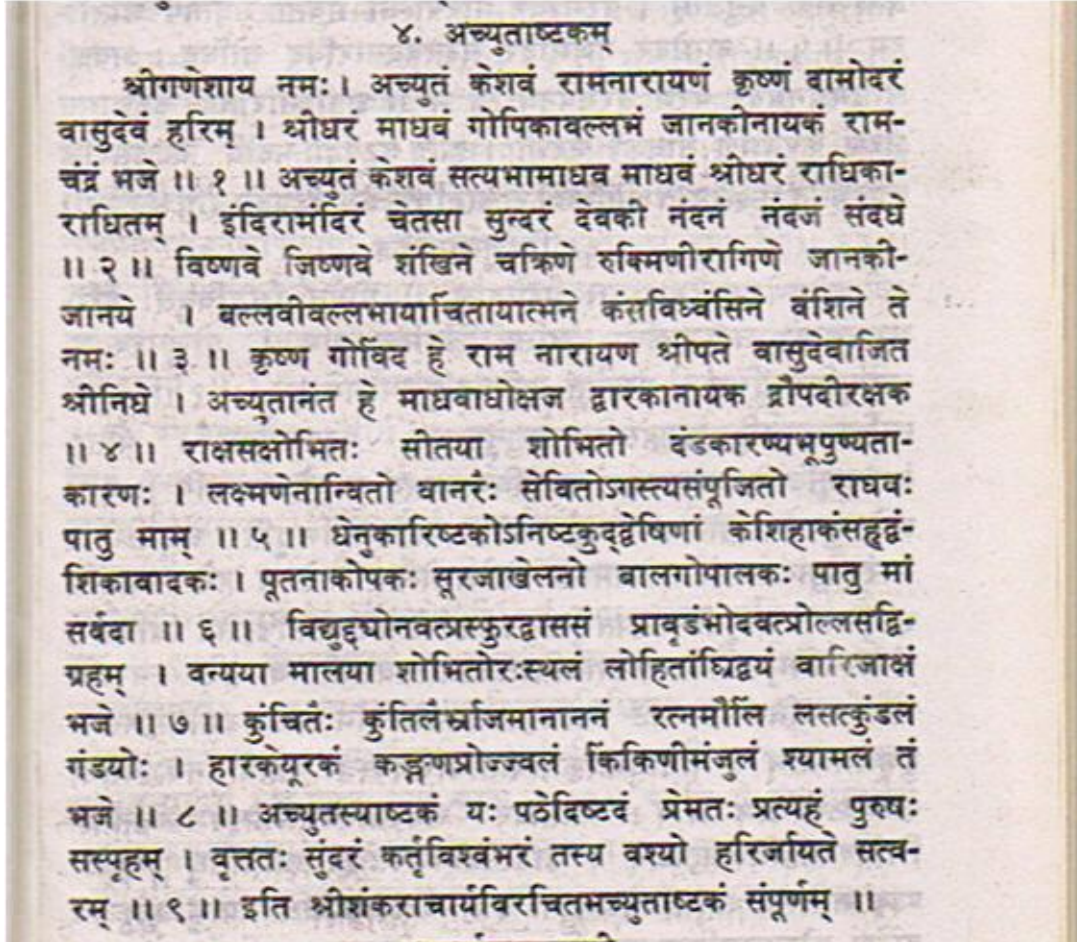 ४. अच्युताष्टकम्
श्रीगणेशाय नमः । अच्युतं केशवं रामनारायणं कृष्णं दामोदरं
वासुदेवं हरिम् । श्रीधरं माधवं गोपिकावल्लभं जानकीनायकं राम-
चंद्रं भजे ॥ १ ॥ अच्युतं केशवं सत्यभामाधव माधवं श्रीधरं राधिका-
राधितम् । इंदिरामंदिरं चेतसा सुन्दरं देवकी नंदनं नंदजं संदधे
॥ २ ॥ विष्णवे जिष्णवे शंखिने चक्रिणे रुक्मिणीरागिणे जानकी-
जानये । बल्लवीवल्लभायार्चितायात्मने कंसविध्वंसिने वंशिने ते
नमः ॥ ३ ॥ कृष्ण गोविंद हे राम नारायण श्रीपते वासुदेवाजित
श्रीनिधे । अच्युतानंत हे माधवाधोक्षज द्वारकानायक द्रौपदीरक्षक
॥ ४ ॥ राक्षसक्षोभितः सीतया शोभितो दंडकारण्यभूपुण्यता-
कारणः । लक्ष्मणेनान्वितो वानरैः सेवितोऽगस्त्यसंपूजितो राघवः
पातु माम् ॥ ५ ॥ धेनुकारिष्टकोऽनिष्टकृद्द्वेषिणां केशिहाकंसहृद्वं-
शिकावादकः । पूतनाकोपकः सूरजाखेलनो बालगोपालकः पातु मां
सर्वदा ॥ ६ ॥ विद्युद्द्योनवत्प्रस्फुरद्वाससं प्रावृडंभोदवत्प्रोल्लसद्वि-
ग्रहम् । वन्यया मालया शोभितोरःस्थलं लोहितांघ्रिद्वयं वारिजाक्षं
भजे ॥ ७ ॥ कुंचितैः कुंतिलैर्भ्राजमानाननं रत्नमौलिं लसत्कुंडलं
गंडयोः । हारकेयूरकं कङ्कणप्रोज्ज्वलं किंकिणीमंजुलं श्यामलं तं
भजे ॥ ८ ॥ अच्युतस्याष्टकं यः पठेदिष्टदं प्रेमतः प्रत्यहं पुरुषः
सस्पृहम् । वृत्ततः सुंदरं कर्तृविश्वंभरं तस्य वश्यो हरिर्जायते सत्व-
रम् ॥ ९ ॥ इति श्रीशंकराचार्यविरचितमच्युताष्टकं संपूर्णम् ॥